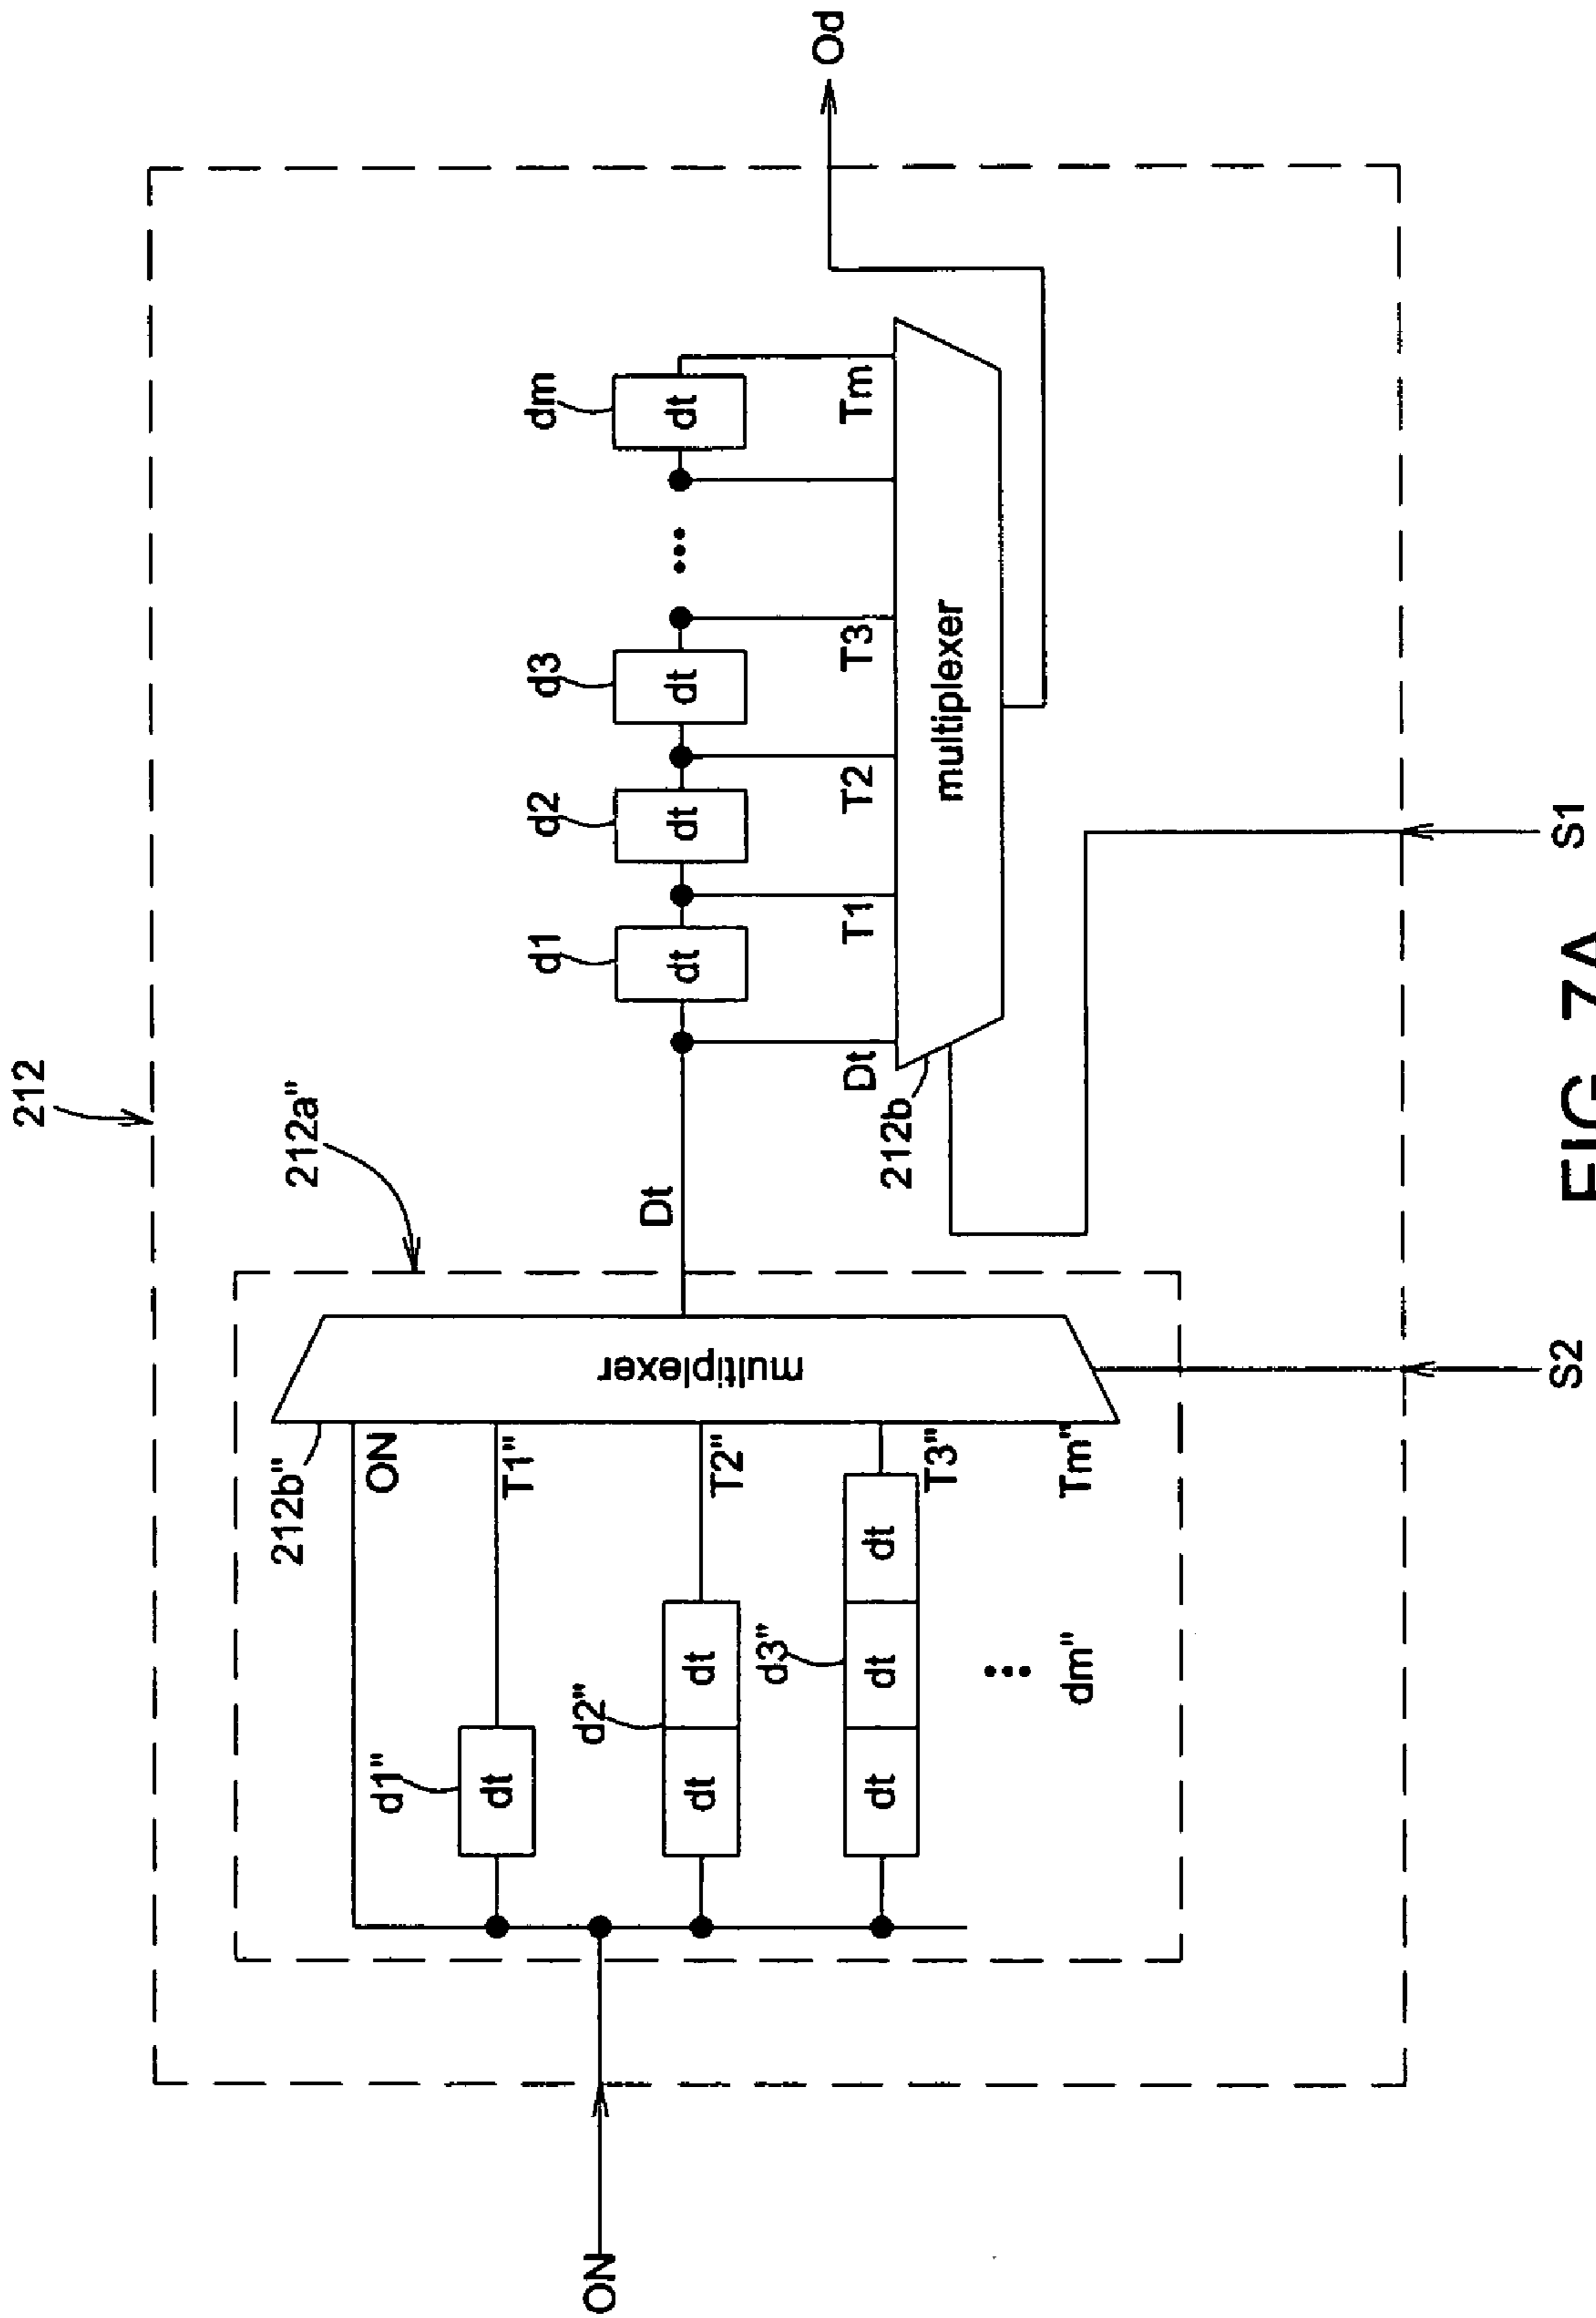 212
212a"
212b"
ON
d1"
dt
T1"
d2"
dt
dt
T2"
d3"
dt
dt
dt
T3"
dm"
Tm"
multiplexer
ON
Dt
d1
dt
d2
dt
d3
dt
dm
dt
Dt
T1
T2
T3
Tm
212b
multiplexer
Od
S2
S1
FIG. 7A